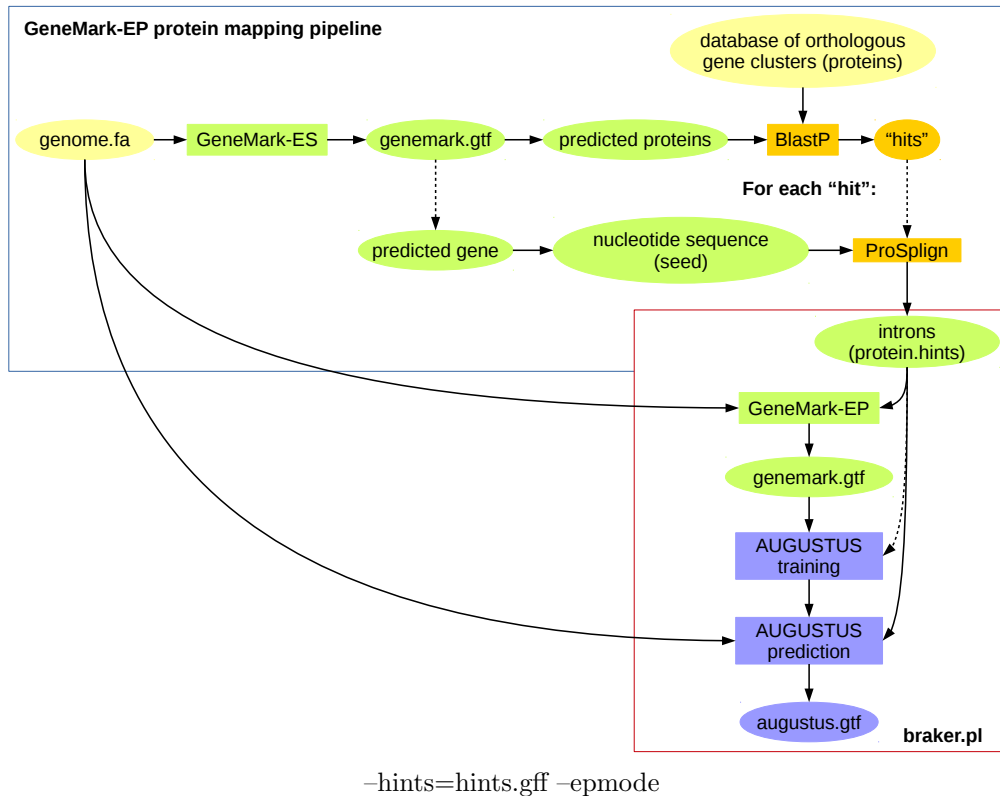 GeneMark-EP protein mapping pipeline
database of orthologous
gene clusters (proteins)
genome.fa
GeneMark-ES
genemark.gtf
predicted proteins
BlastP
“hits”
For each “hit”:
predicted gene
nucleotide sequence
(seed)
ProSplign
introns
(protein.hints)
GeneMark-EP
genemark.gtf
AUGUSTUS
training
AUGUSTUS
prediction
augustus.gtf
braker.pl
–hints=hints.gff –epmode